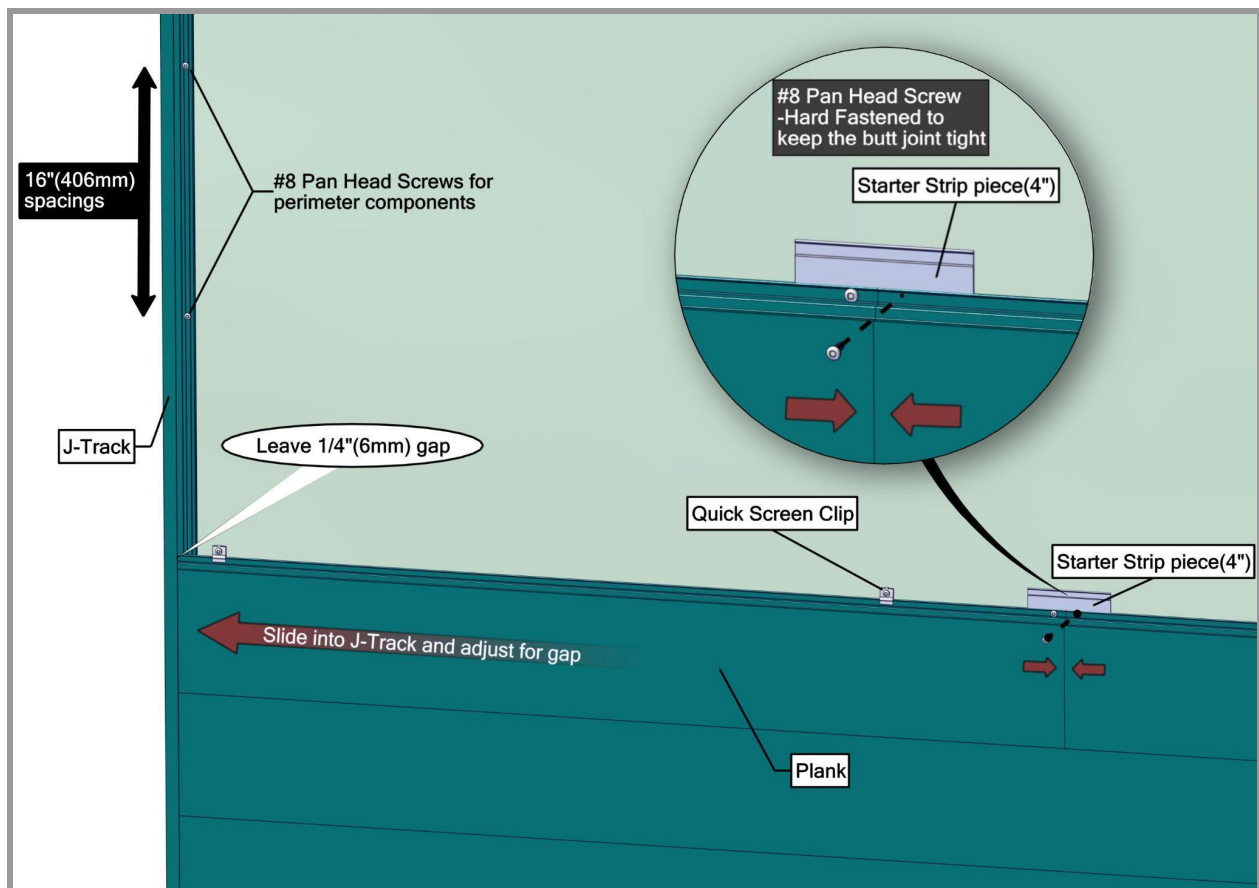 #8 Pan Head Screw
-Hard Fastened to
keep the butt joint tight
16"(406mm)
spacings
#8 Pan Head Screws for
perimeter components
Starter Strip piece(4")
J-Track
Leave 1/4"(6mm) gap
Quick Screen Clip
Starter Strip piece(4")
Slide into J-Track and adjust for gap
Plank